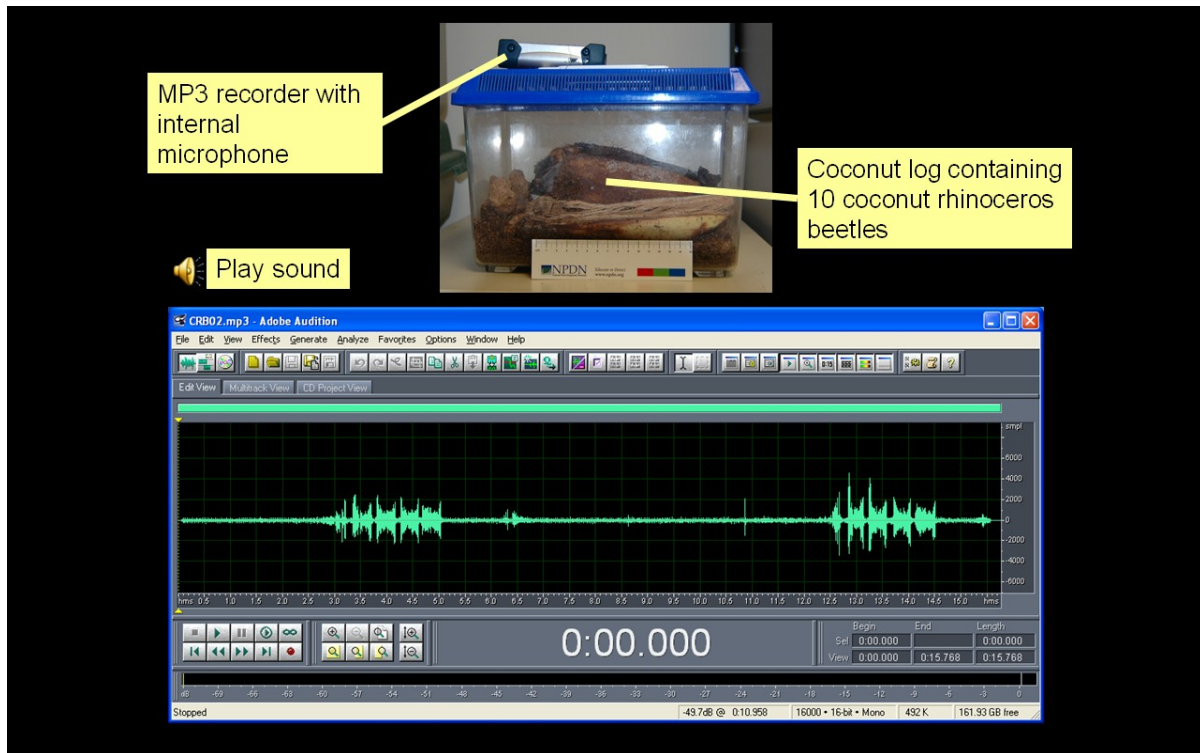 MP3 recorder with
internal
microphone
Coconut log containing
10 coconut rhinoceros
beetles
NPDN
www.npdn.org
Play sound
CRB02.mp3 - Adobe Audition
File Edit View Effects Generate Analyze Favorites Options Window Help
Edit View Multitrack View CD Project View
smpl
6000
4000
2000
0
-2000
-4000
-6000
hms 0.5 1.0 1.5 2.0 2.5 3.0 3.5 4.0 4.5 5.0 5.5 6.0 6.5 7.0 7.5 8.0 8.5 9.0 9.5 10.0 10.5 11.0 11.5 12.0 12.5 13.0 13.5 14.0 14.5 15.0 hms
0:00.000
Begin End Length
Sel 0:00.000 0:00.000
View 0:00.000 0:15.768 0:15.768
dB -69 -66 -63 -60 -57 -54 -51 -48 -45 -42 -39 -36 -33 -30 -27 -24 -21 -18 -15 -12 -9 -6 -3 0
Stopped -49.7dB @ 0:10.958 16000 • 16-bit • Mono 492 K 161.93 GB free